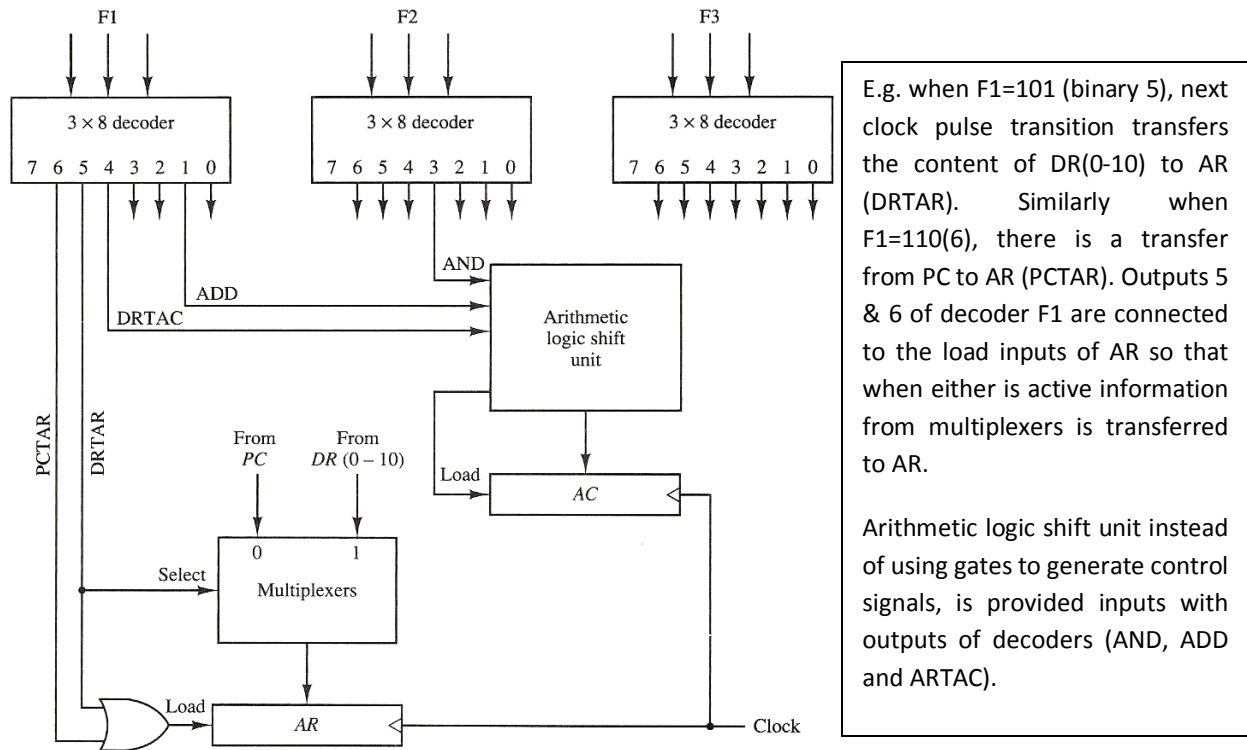 F1
F2
F3
3 × 8 decoder
3 × 8 decoder
3 × 8 decoder
7 6 5 4 3 2 1 0
7 6 5 4 3 2 1 0
7 6 5 4 3 2 1 0
AND
ADD
DRTAC
Arithmetic
logic shift
unit
PCTAR
DRTAR
From
PC
From
DR (0 – 10)
Load
AC
0 1
Select
Multiplexers
Load
AR
Clock
E.g. when F1=101 (binary 5), next
clock pulse transition transfers
the content of DR(0-10) to AR
(DRTAR). Similarly when
F1=110(6), there is a transfer
from PC to AR (PCTAR). Outputs 5
& 6 of decoder F1 are connected
to the load inputs of AR so that
when either is active information
from multiplexers is transferred
to AR.
Arithmetic logic shift unit instead
of using gates to generate control
signals, is provided inputs with
outputs of decoders (AND, ADD
and ARTAC).